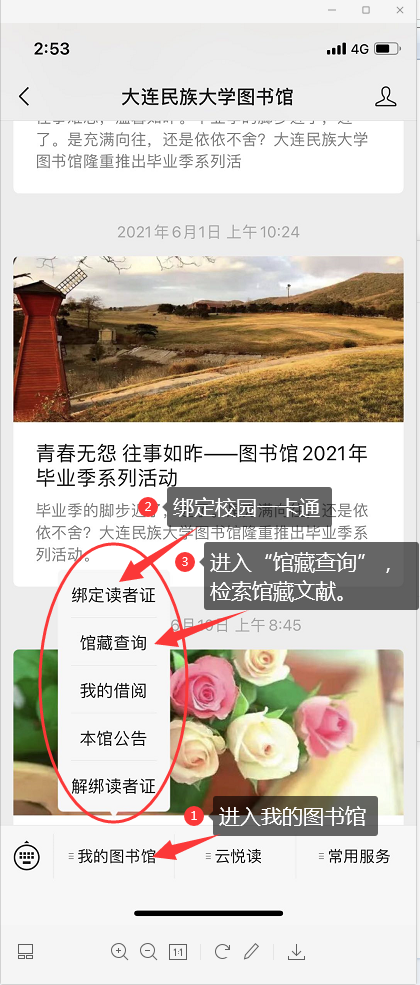 2:53
4G
大连民族大学图书馆
了。是充满向往，还是依依不舍？大连民族大学
图书馆隆重推出毕业季系列活
2021年6月1日 上午10:24
青春无怨 往事如昨——图书馆2021年
毕业季系列活动
毕业季的脚步近
还是依
2 绑定校园一卡通
依不舍？大连民族大学图书馆隆重推出毕业季系
列活动。
3 进入“馆藏查询”，
检索馆藏文献。
绑定读者证
上午 8:45
馆藏查询
我的借阅
本馆公告
解绑读者证
1 进入我的图书馆
我的图书馆
云悦读
常用服务
1:1